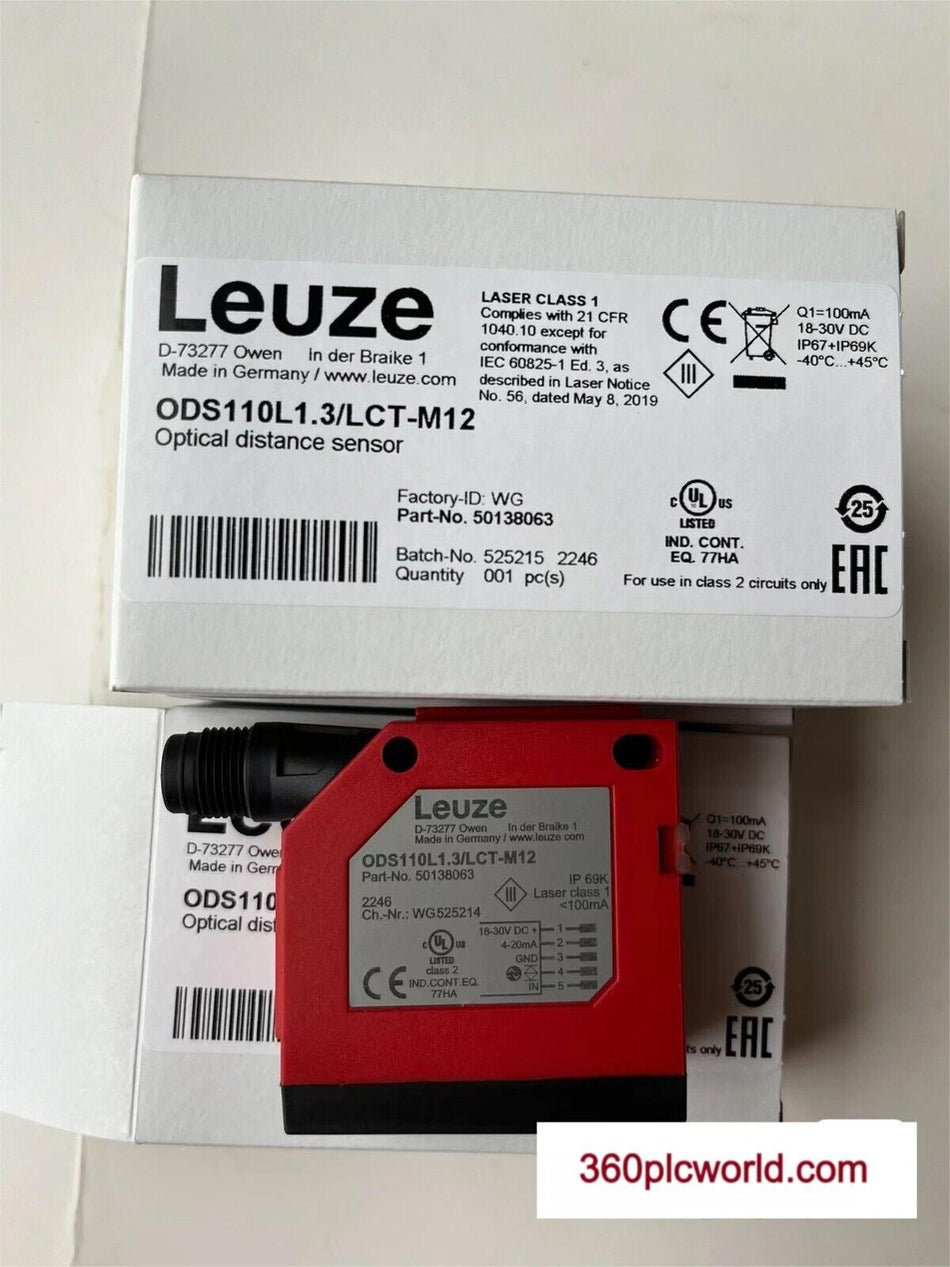 Leuze
D-73277 Owen In der Braike 1
Made in Germany / www.leuze.com
ODS110L1.3/LCT-M12
Optical distance sensor
LASER CLASS 1
Complies with 21 CFR
1040.10 except for
conformance with
IEC 60825-1 Ed. 3, as
described in Laser Notice
No. 56, dated May 8, 2019
CE
III
Q1=100mA
18-30V DC
IP67+IP69K
-40°C...+45°C
Factory-ID: WG
Part-No. 50138063
Batch-No. 525215 2246
Quantity 001 pc(s)
C UL US
LISTED
IND. CONT.
EQ. 77HA
For use in class 2 circuits only
25
EAC
Leuze
D-73277 Owen In der Braike 1
Made in Germany / www.leuze.com
ODS110L1.3/LCT-M12
Part-No. 50138063
2246
Ch.-Nr.: WG525214
III
IP 69K
Laser class 1
<100mA
C UL US
LISTED
class 2
IND.CONT.EQ.
77HA
CE
18-30V DC + 1
4-20mA 2
GND 3
4
IN 5
D-73277 Owe
Made in Germ
ODS110
Optical dist
Q1=100mA
18-30V DC
IP67+IP69K
-40°C...+45°C
25
ts only
EAC
360plcworld.com